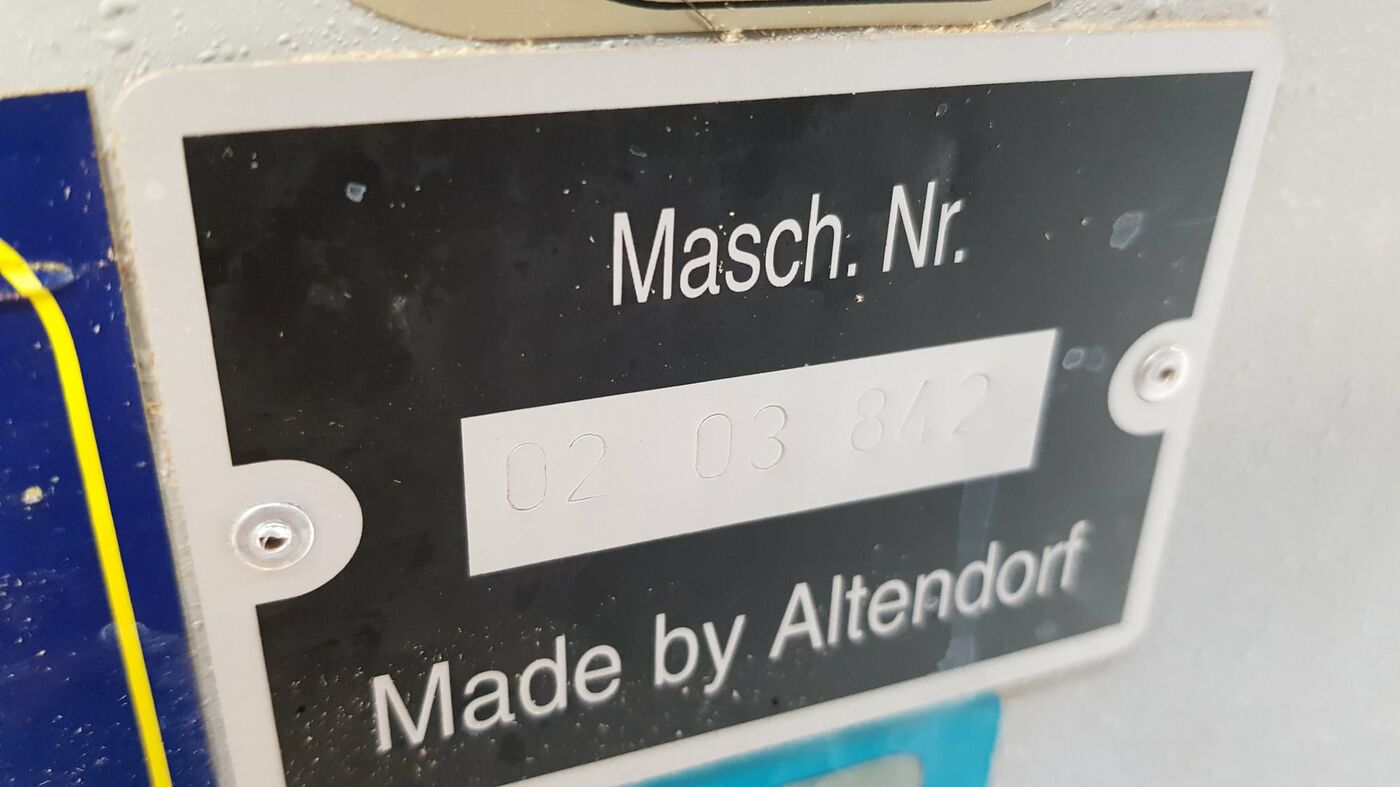 Masch. Nr.
02 03 842
Made by Altendorf